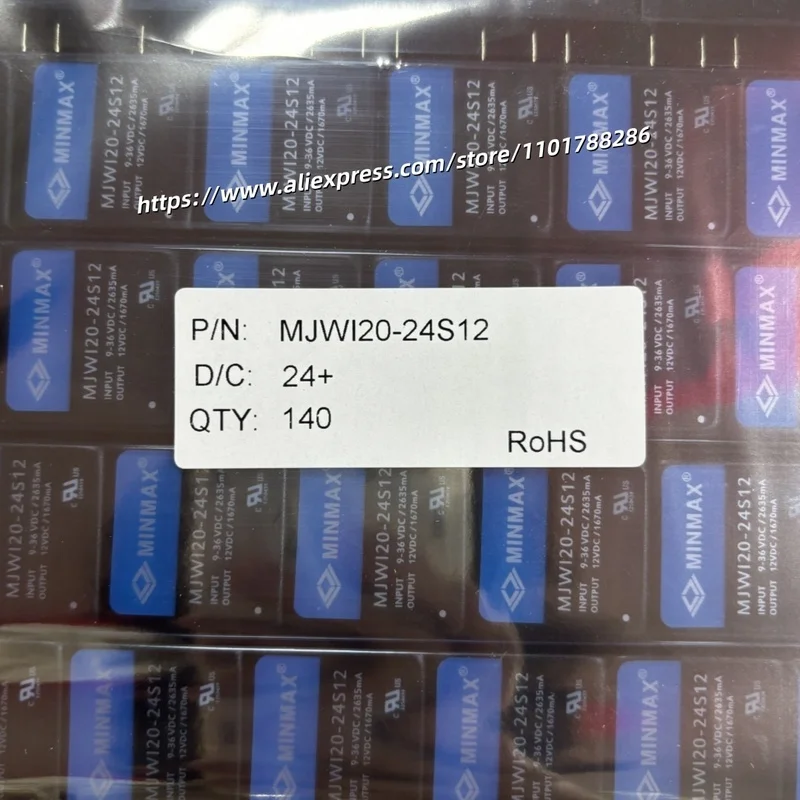 MINMAX®
MJWI20-24S12
INPUT 9-36VDC/2635mA
OUTPUT 12VDC/1670mA
https://www.aliexpress.com/store/1101788286
P/N: MJWI20-24S12
D/C: 24+
QTY: 140
RoHS